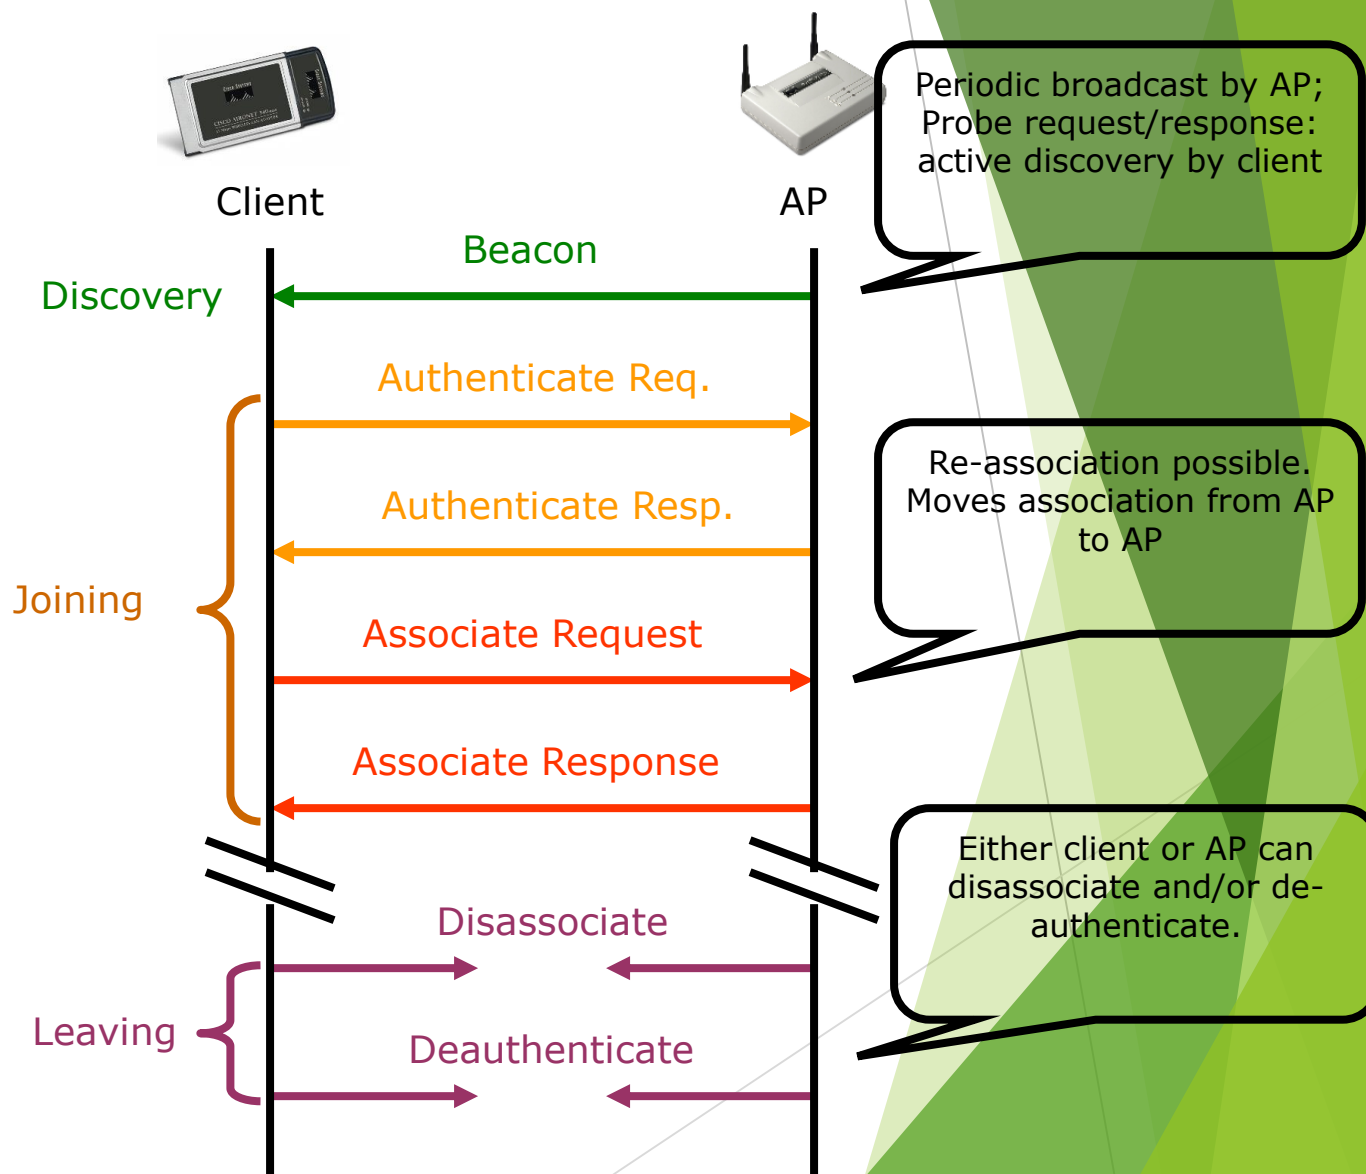 Periodic broadcast by AP;
Probe request/response:
active discovery by client
Client
AP
Beacon
Discovery
Authenticate Req.
Re-association possible.
Moves association from AP
to AP
Authenticate Resp.
Joining
Associate Request
Associate Response
Either client or AP can
disassociate and/or de-
authenticate.
Disassociate
Leaving
Deauthenticate